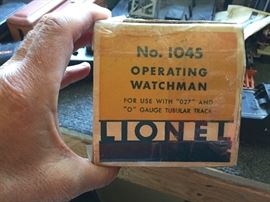 No. 1045
OPERATING
WATCHMAN
FOR USE WITH "027" AND
"O" GAUGE TUBULAR TRACK
LIONEL